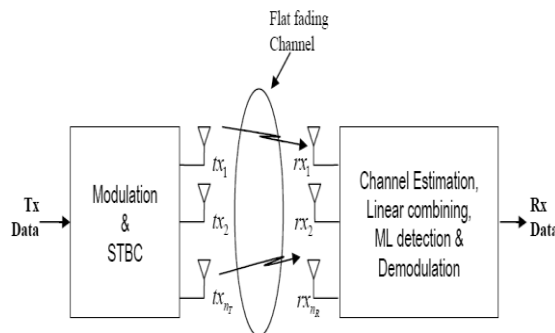 Flat fading
Channel
Tx
Data
Modulation
&
STBC
tx1
tx2
txnT
rx1
rx2
rxnR
Channel Estimation,
Linear combining,
ML detection &
Demodulation
Rx
Data